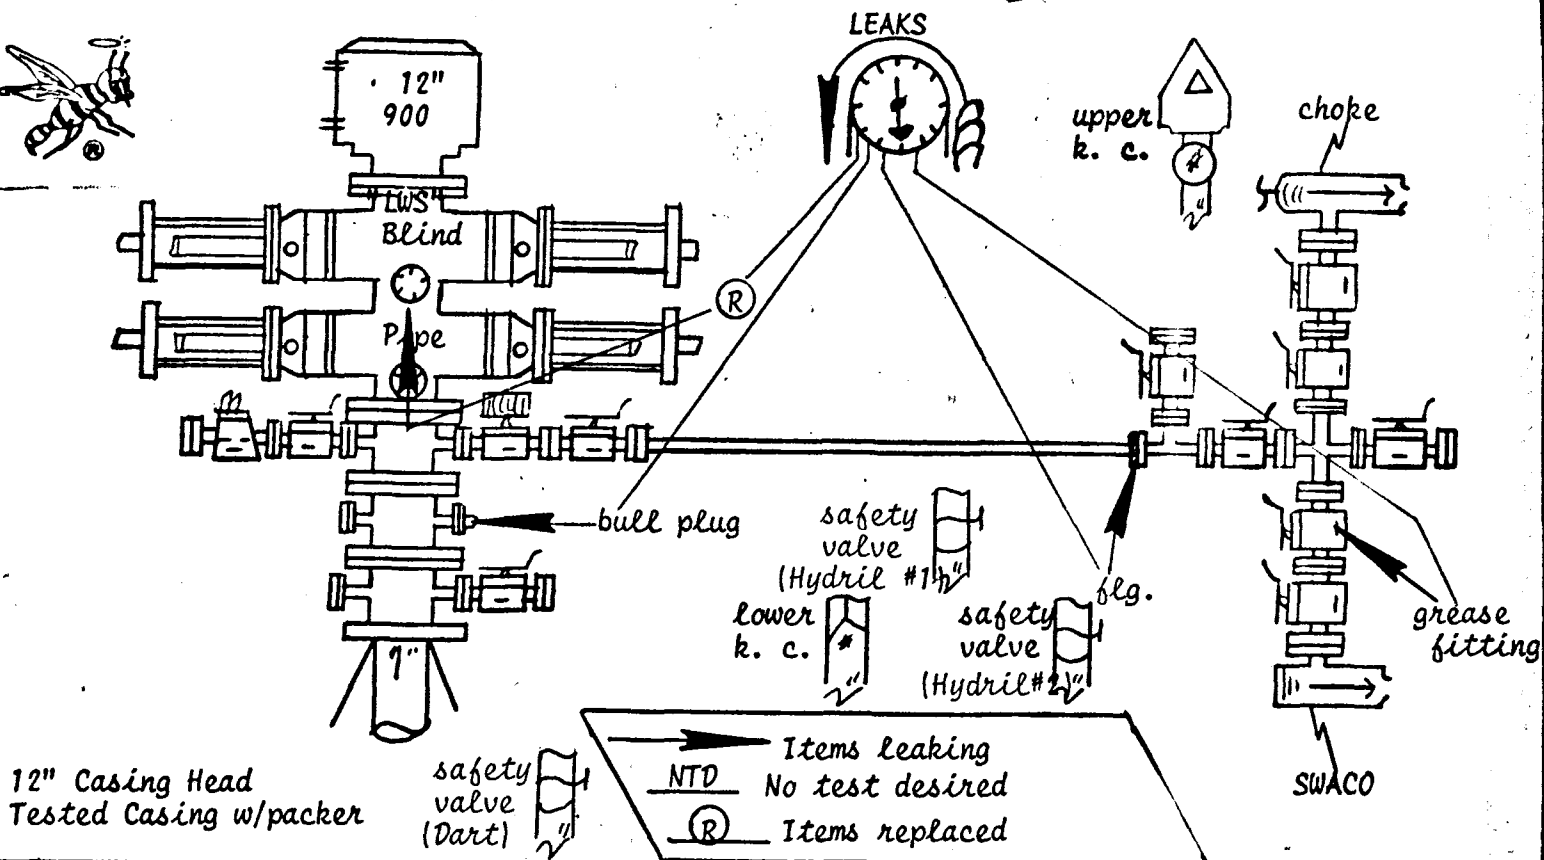 LEAKS
12"
900
upper
k. c.
choke
"LWS"
Blind
Pipe
R
bull plug
safety
valve
(Hydril #1)
flg.
lower
k. c.
safety
valve
(Hydril#2)
grease
fitting
7"
SWACO
12" Casing Head
Tested Casing w/packer
safety
valve
(Dart)
Items leaking
NTD No test desired
R Items replaced